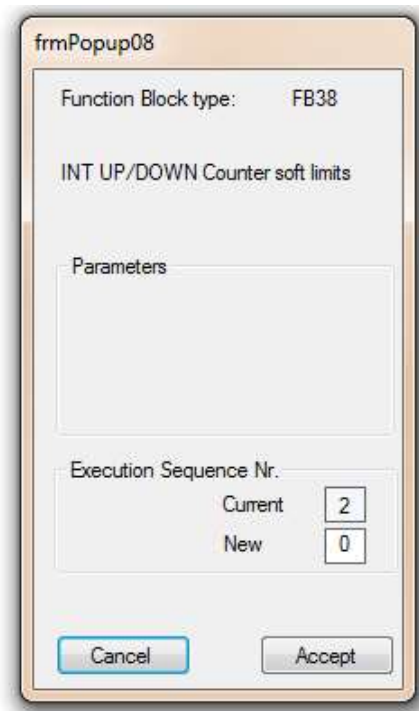 frmPopup08
Function Block type: FB38
INT UP/DOWN Counter soft limits
Parameters
Execution Sequence Nr.
Current 2
New 0
Cancel Accept